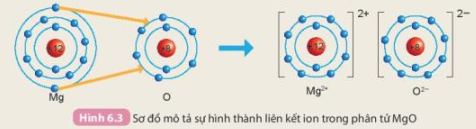 +12
+8
+12
2+
+8
2–
Mg
O
Mg²⁺
O²⁻
Hình 6.3 Sơ đồ mô tả sự hình thành liên kết ion trong phân tử MgO